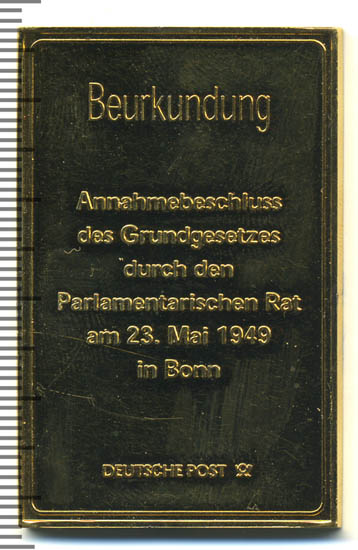 Beurkundung
Annahmebeschluss
des Grundgesetzes
durch den
Parlamentarischen Rat
am 23. Mai 1949
in Bonn
DEUTSCHE POST